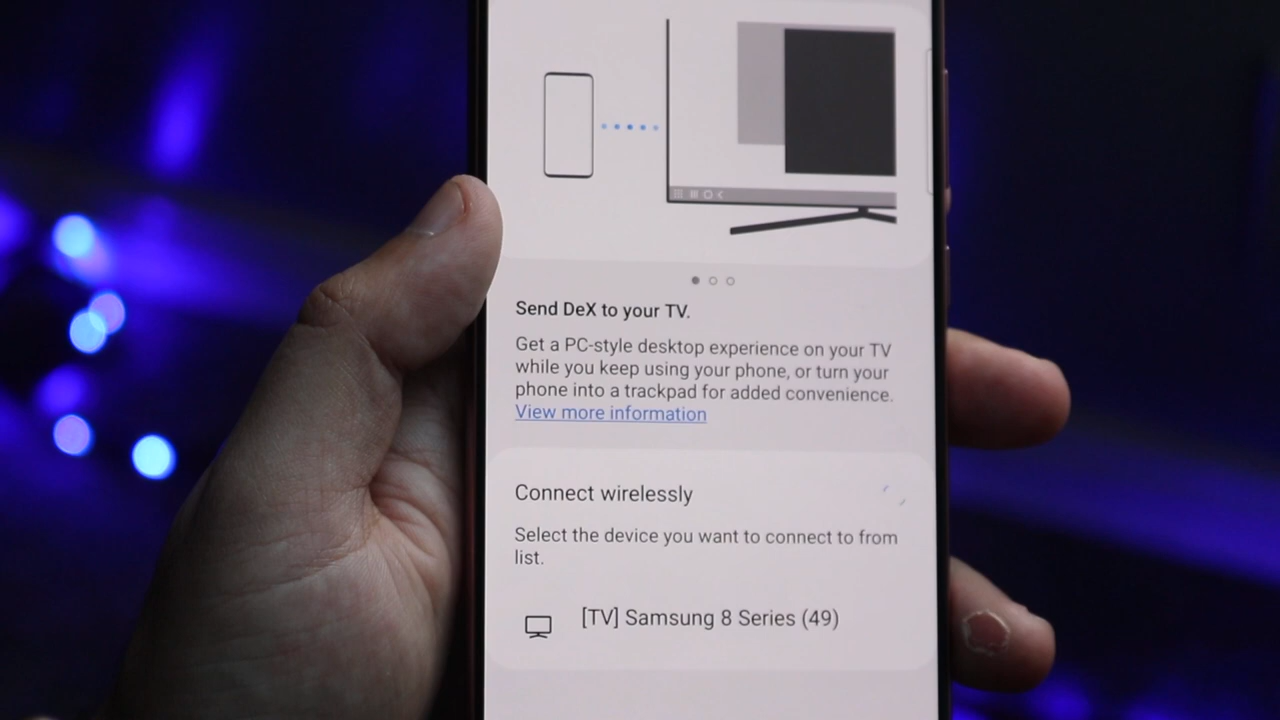 Send DeX to your TV.
Get a PC-style desktop experience on your TV
while you keep using your phone, or turn your
phone into a trackpad for added convenience.
View more information
Connect wirelessly
Select the device you want to connect to from
list.
[TV] Samsung 8 Series (49)